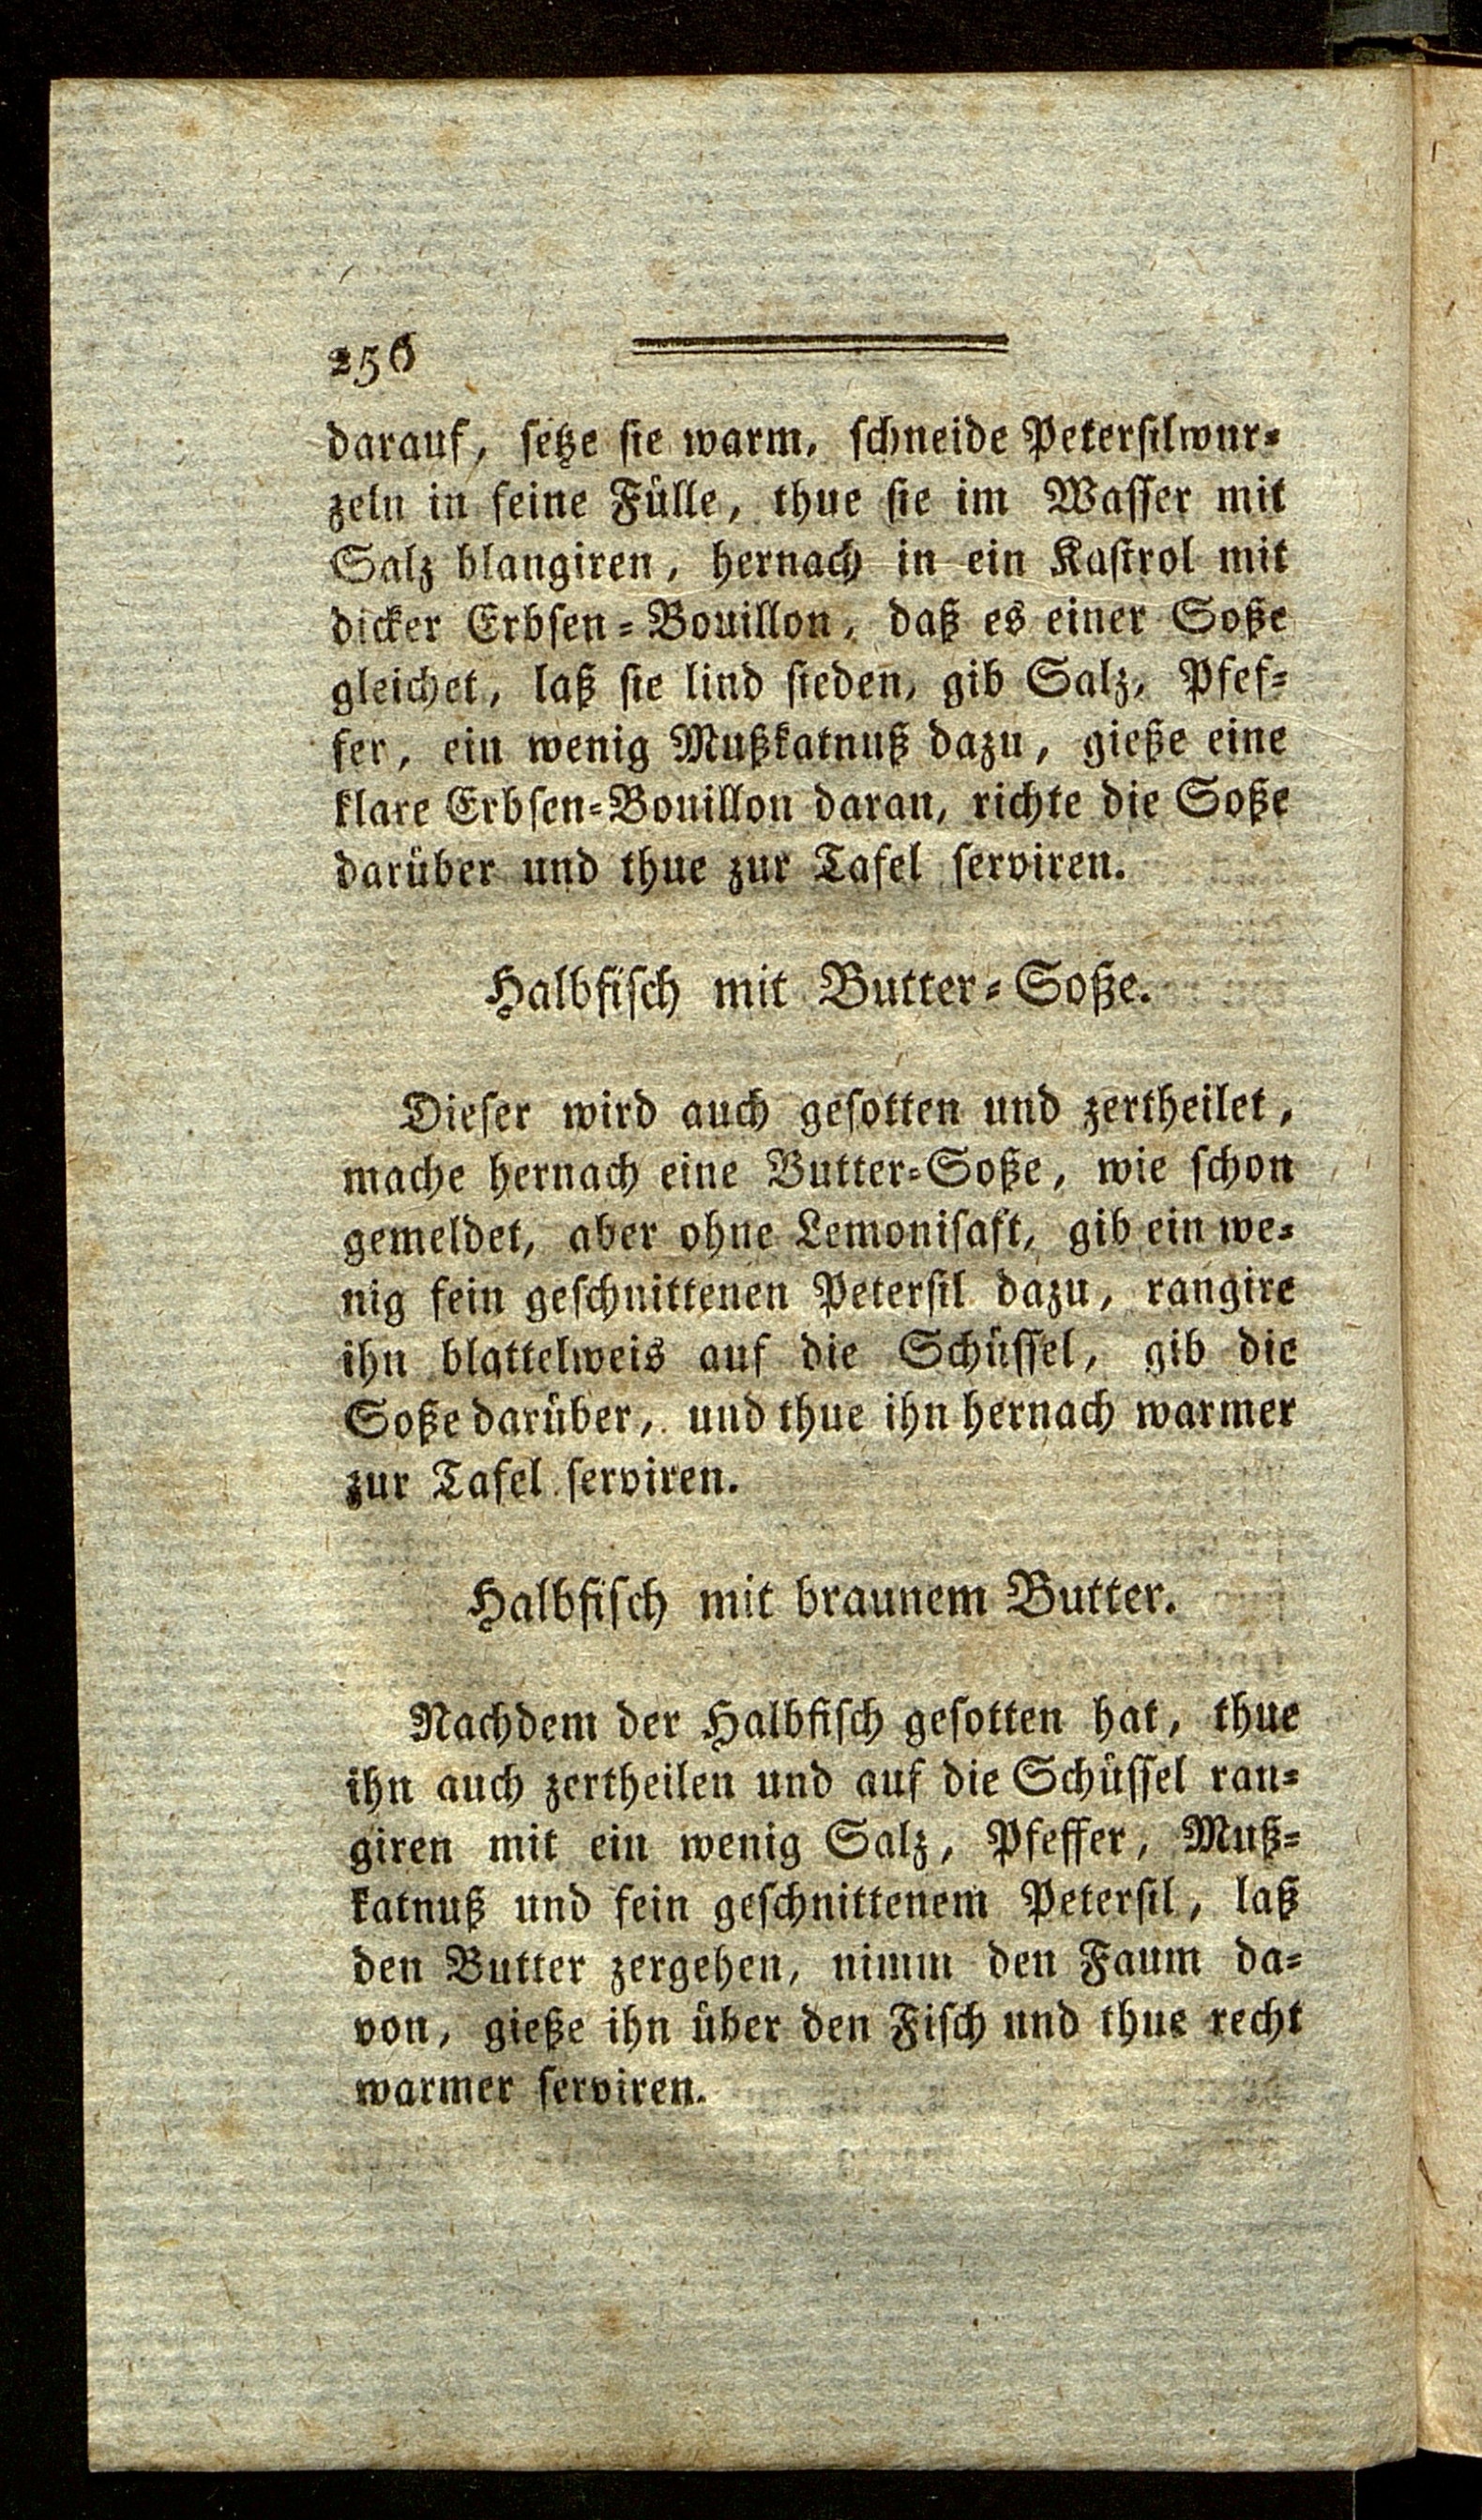 256
darauf, setze sie warm, schneide Petersilwur⸗
zeln in feine Fülle, thue sie im Wasser mit
Salz blangiren, hernach in ein Kastrol mit
dicker Erbsen⸗Bouillon, daß es einer Soße
gleichet, laß sie lind sieden, gib Salz, Pfef⸗
fer, ein wenig Mußkatnuß dazu, gieße eine
klare Erbsen⸗Bouillon daran, richte die Soße
darüber und thue zur Tafel serviren.
Halbfisch mit Butter⸗Soße.
Dieser wird auch gesotten und zertheilet,
mache hernach eine Butter⸗Soße, wie schon
gemeldet, aber ohne Lemonisaft, gib ein we⸗
nig fein geschnittenen Petersil dazu, rangire
ihn blattelweis auf die Schüssel, gib die
Soße darüber, und thue ihn hernach warmer
zur Tafel serviren.
Halbfisch mit braunem Butter.
Nachdem der Halbfisch gesotten hat, thue
ihn auch zertheilen und auf die Schüssel ran⸗
giren mit ein wenig Salz, Pfeffer, Muß⸗
katnuß und fein geschnittenem Petersil, laß
den Butter zergehen, nimm den Faum da⸗
von, gieße ihn über den Fisch und thue recht
warmer serviren.